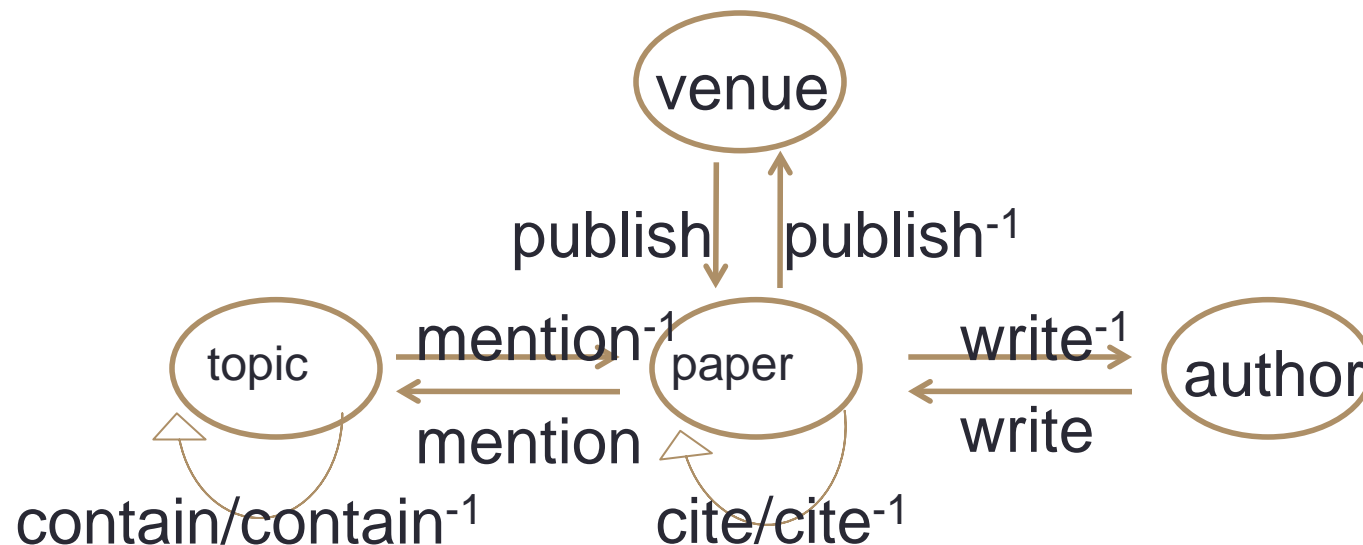 venue
publish publish⁻¹
mention⁻¹ write⁻¹
topic paper author
mention write
contain/contain⁻¹ cite/cite⁻¹